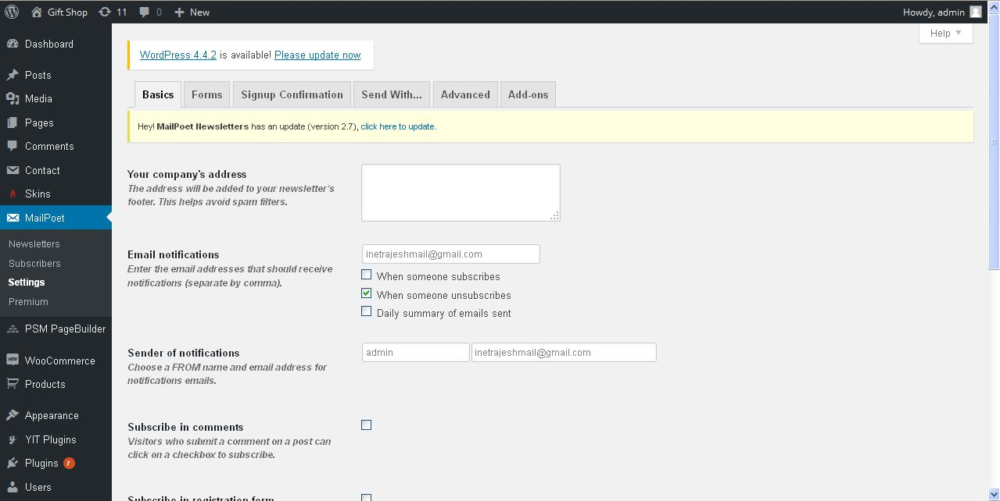 Gift Shop 11 0 New Howdy, admin
Help
Dashboard
Posts
Media
Pages
Comments
Contact
Skins
MailPoet
Newsletters
Subscribers
Settings
Premium
PSM PageBuilder
WooCommerce
Products
Appearance
YIT Plugins
Plugins 7
Users
WordPress 4.4.2 is available! Please update now.
Basics Forms Signup Confirmation Send With... Advanced Add-ons
Hey! MailPoet Newsletters has an update (version 2.7), click here to update.
Your company's address
The address will be added to your newsletter's
footer. This helps avoid spam filters.
Email notifications
Enter the email addresses that should receive
notifications (separate by comma).
inetrajeshmail@gmail.com
When someone subscribes
When someone unsubscribes
Daily summary of emails sent
Sender of notifications
Choose a FROM name and email address for
notifications emails.
admin inetrajeshmail@gmail.com
Subscribe in comments
Visitors who submit a comment on a post can
click on a checkbox to subscribe.
Subscribe in registration form